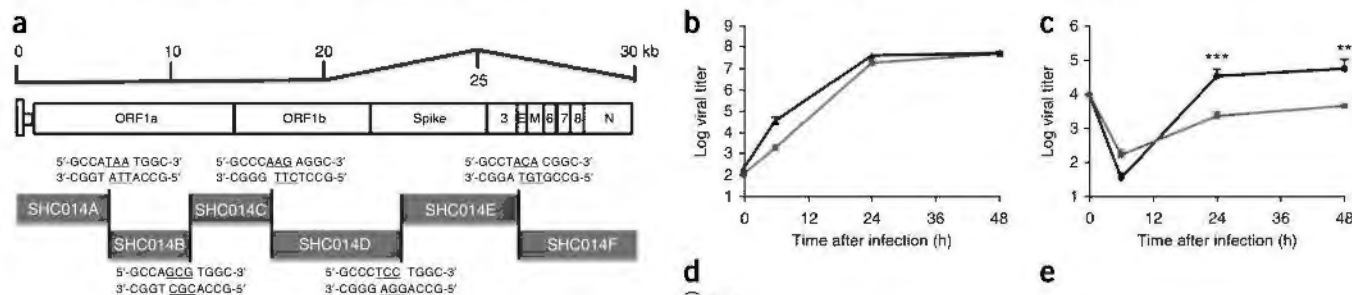 a
0 10 20 30 kb
25
ORF1a ORF1b Spike 3 E M 6 7 8 N
5′-GCCATAA TGGC-3′ 5′-GCCCAAG AGGC-3′ 5′-GCCTACA CGGC-3′
3′-CGGT ATTACCG-5′ 3′-CGGG TTCTCCG-5′ 3′-CGGA TGTGCCG-5′
SHC014A SHC014C SHC014E
SHC014B SHC014D SHC014F
5′-GCCAGCG TGGC-3′ 5′-GCCCTCC TGGC-3′
3′-CGGT CGCACCG-5′ 3′-CGGG AGGACCG-5′
b
Log viral titer
9
8
7
6
5
4
3
2
1
0 12 24 36 48
Time after infection (h)
c
Log viral titer
6
5
4
3
2
1
*** **
0 12 24 36 48
Time after infection (h)
d
e